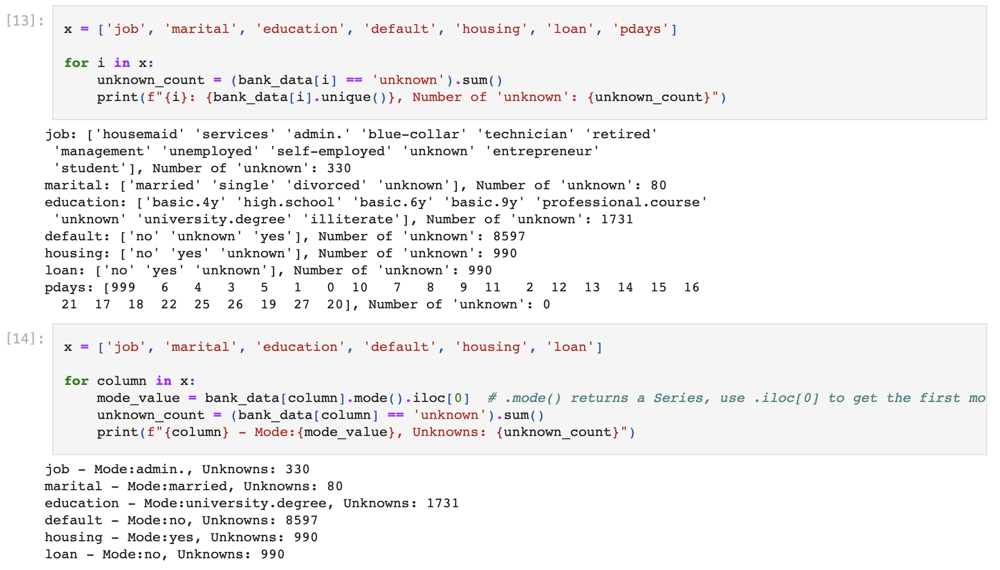 [13]:
x = ['job', 'marital', 'education', 'default', 'housing', 'loan', 'pdays']
for i in x:
unknown_count = (bank_data[i] == 'unknown').sum()
print(f"{i}: {bank_data[i].unique()}, Number of 'unknown': {unknown_count}")
job: ['housemaid' 'services' 'admin.' 'blue-collar' 'technician' 'retired'
'management' 'unemployed' 'self-employed' 'unknown' 'entrepreneur'
'student'], Number of 'unknown': 330
marital: ['married' 'single' 'divorced' 'unknown'], Number of 'unknown': 80
education: ['basic.4y' 'high.school' 'basic.6y' 'basic.9y' 'professional.course'
'unknown' 'university.degree' 'illiterate'], Number of 'unknown': 1731
default: ['no' 'unknown' 'yes'], Number of 'unknown': 8597
housing: ['no' 'yes' 'unknown'], Number of 'unknown': 990
loan: ['no' 'yes' 'unknown'], Number of 'unknown': 990
pdays: [999 6 4 3 5 1 0 10 7 8 9 11 2 12 13 14 15 16
21 17 18 22 25 26 19 27 20], Number of 'unknown': 0
[14]:
x = ['job', 'marital', 'education', 'default', 'housing', 'loan']
for column in x:
mode_value = bank_data[column].mode().iloc[0] # .mode() returns a Series, use .iloc[0] to get the first mo
unknown_count = (bank_data[column] == 'unknown').sum()
print(f"{column} - Mode:{mode_value}, Unknowns: {unknown_count}")
job - Mode:admin., Unknowns: 330
marital - Mode:married, Unknowns: 80
education - Mode:university.degree, Unknowns: 1731
default - Mode:no, Unknowns: 8597
housing - Mode:yes, Unknowns: 990
loan - Mode:no, Unknowns: 990